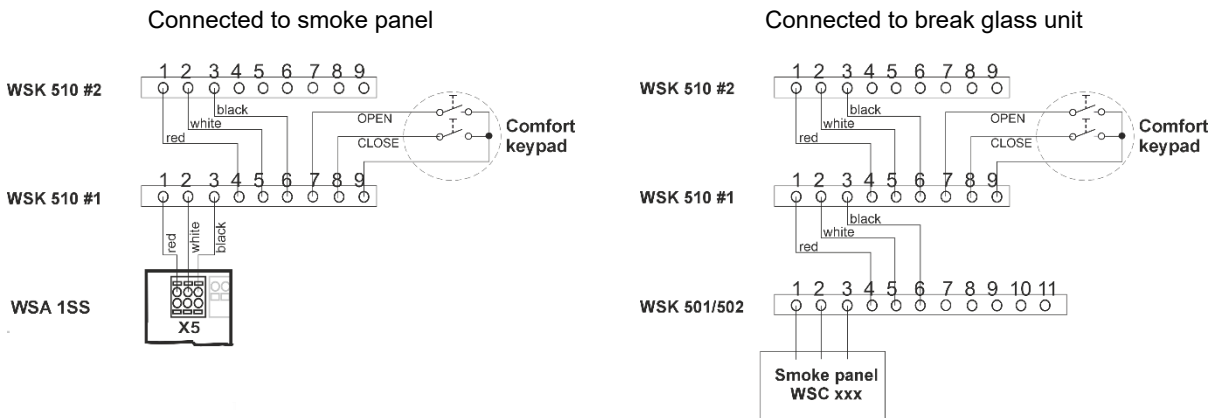 Connected to smoke panel
WSK 510 #2
1 2 3 4 5 6 7 8 9
black
white
red
OPEN
CLOSE
Comfort
keypad
WSK 510 #1
1 2 3 4 5 6 7 8 9
red
white
black
WSA 1SS
X5
Connected to break glass unit
WSK 510 #2
1 2 3 4 5 6 7 8 9
black
white
red
OPEN
CLOSE
Comfort
keypad
WSK 510 #1
1 2 3 4 5 6 7 8 9
black
white
red
WSK 501/502
1 2 3 4 5 6 7 8 9 10 11
Smoke panel
WSC xxx